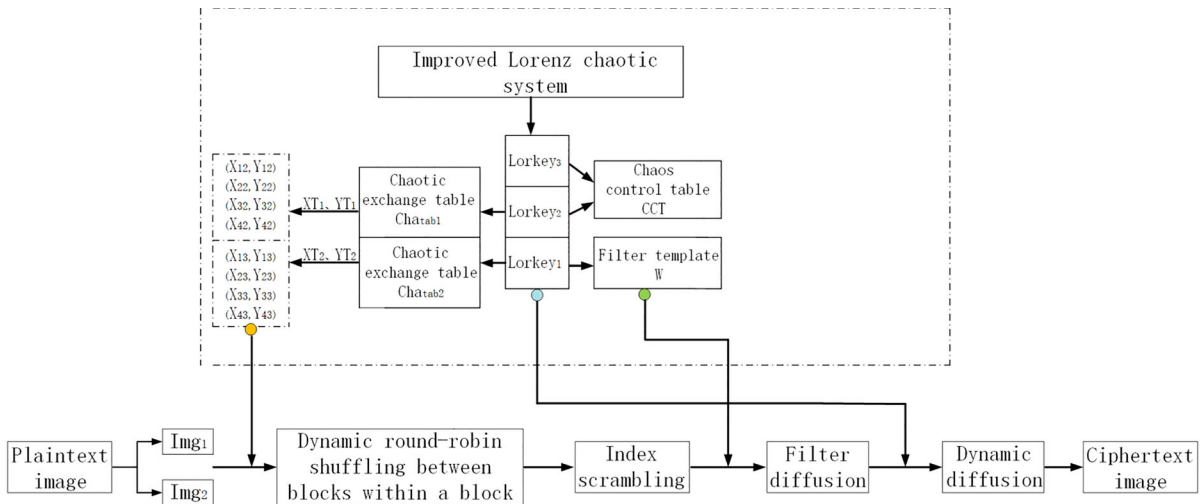 Improved Lorenz chaotic
system
(X12,Y12)
(X22,Y22)
(X32,Y32)
(X42,Y42)
(X13,Y13)
(X23,Y23)
(X33,Y33)
(X43,Y43)
XT1、YT1
XT2、YT2
Chaotic
exchange table
Chatab1
Chaotic
exchange table
Chatab2
Lorkey3
Lorkey2
Lorkey1
Chaos
control table
CCT
Filter template
W
Plaintext
image
Img1
Img2
Dynamic round-robin
shuffling between
blocks within a block
Index
scrambling
Filter
diffusion
Dynamic
diffusion
Ciphertext
image